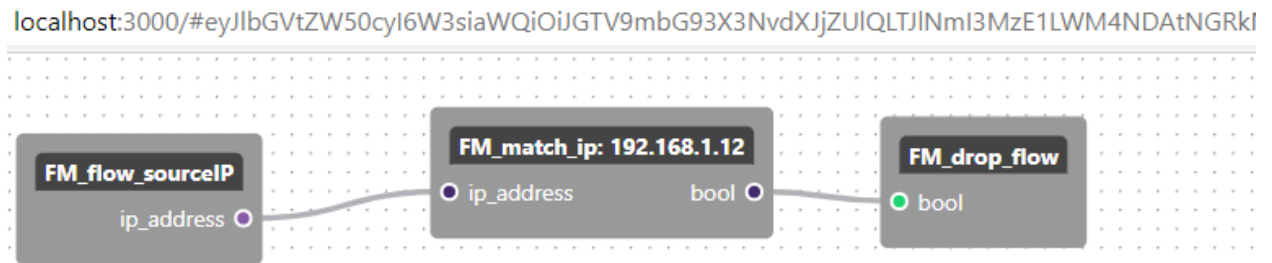 localhost:3000/#eyJlbGVtZW50cyI6W3siaWQiOiJGTV9mbG93X3NvdXJjZUlQLTJlNmI3MzE1LWM4NDAtNGRk
FM_flow_sourceIP
ip_address
FM_match_ip: 192.168.1.12
ip_address bool
FM_drop_flow
bool